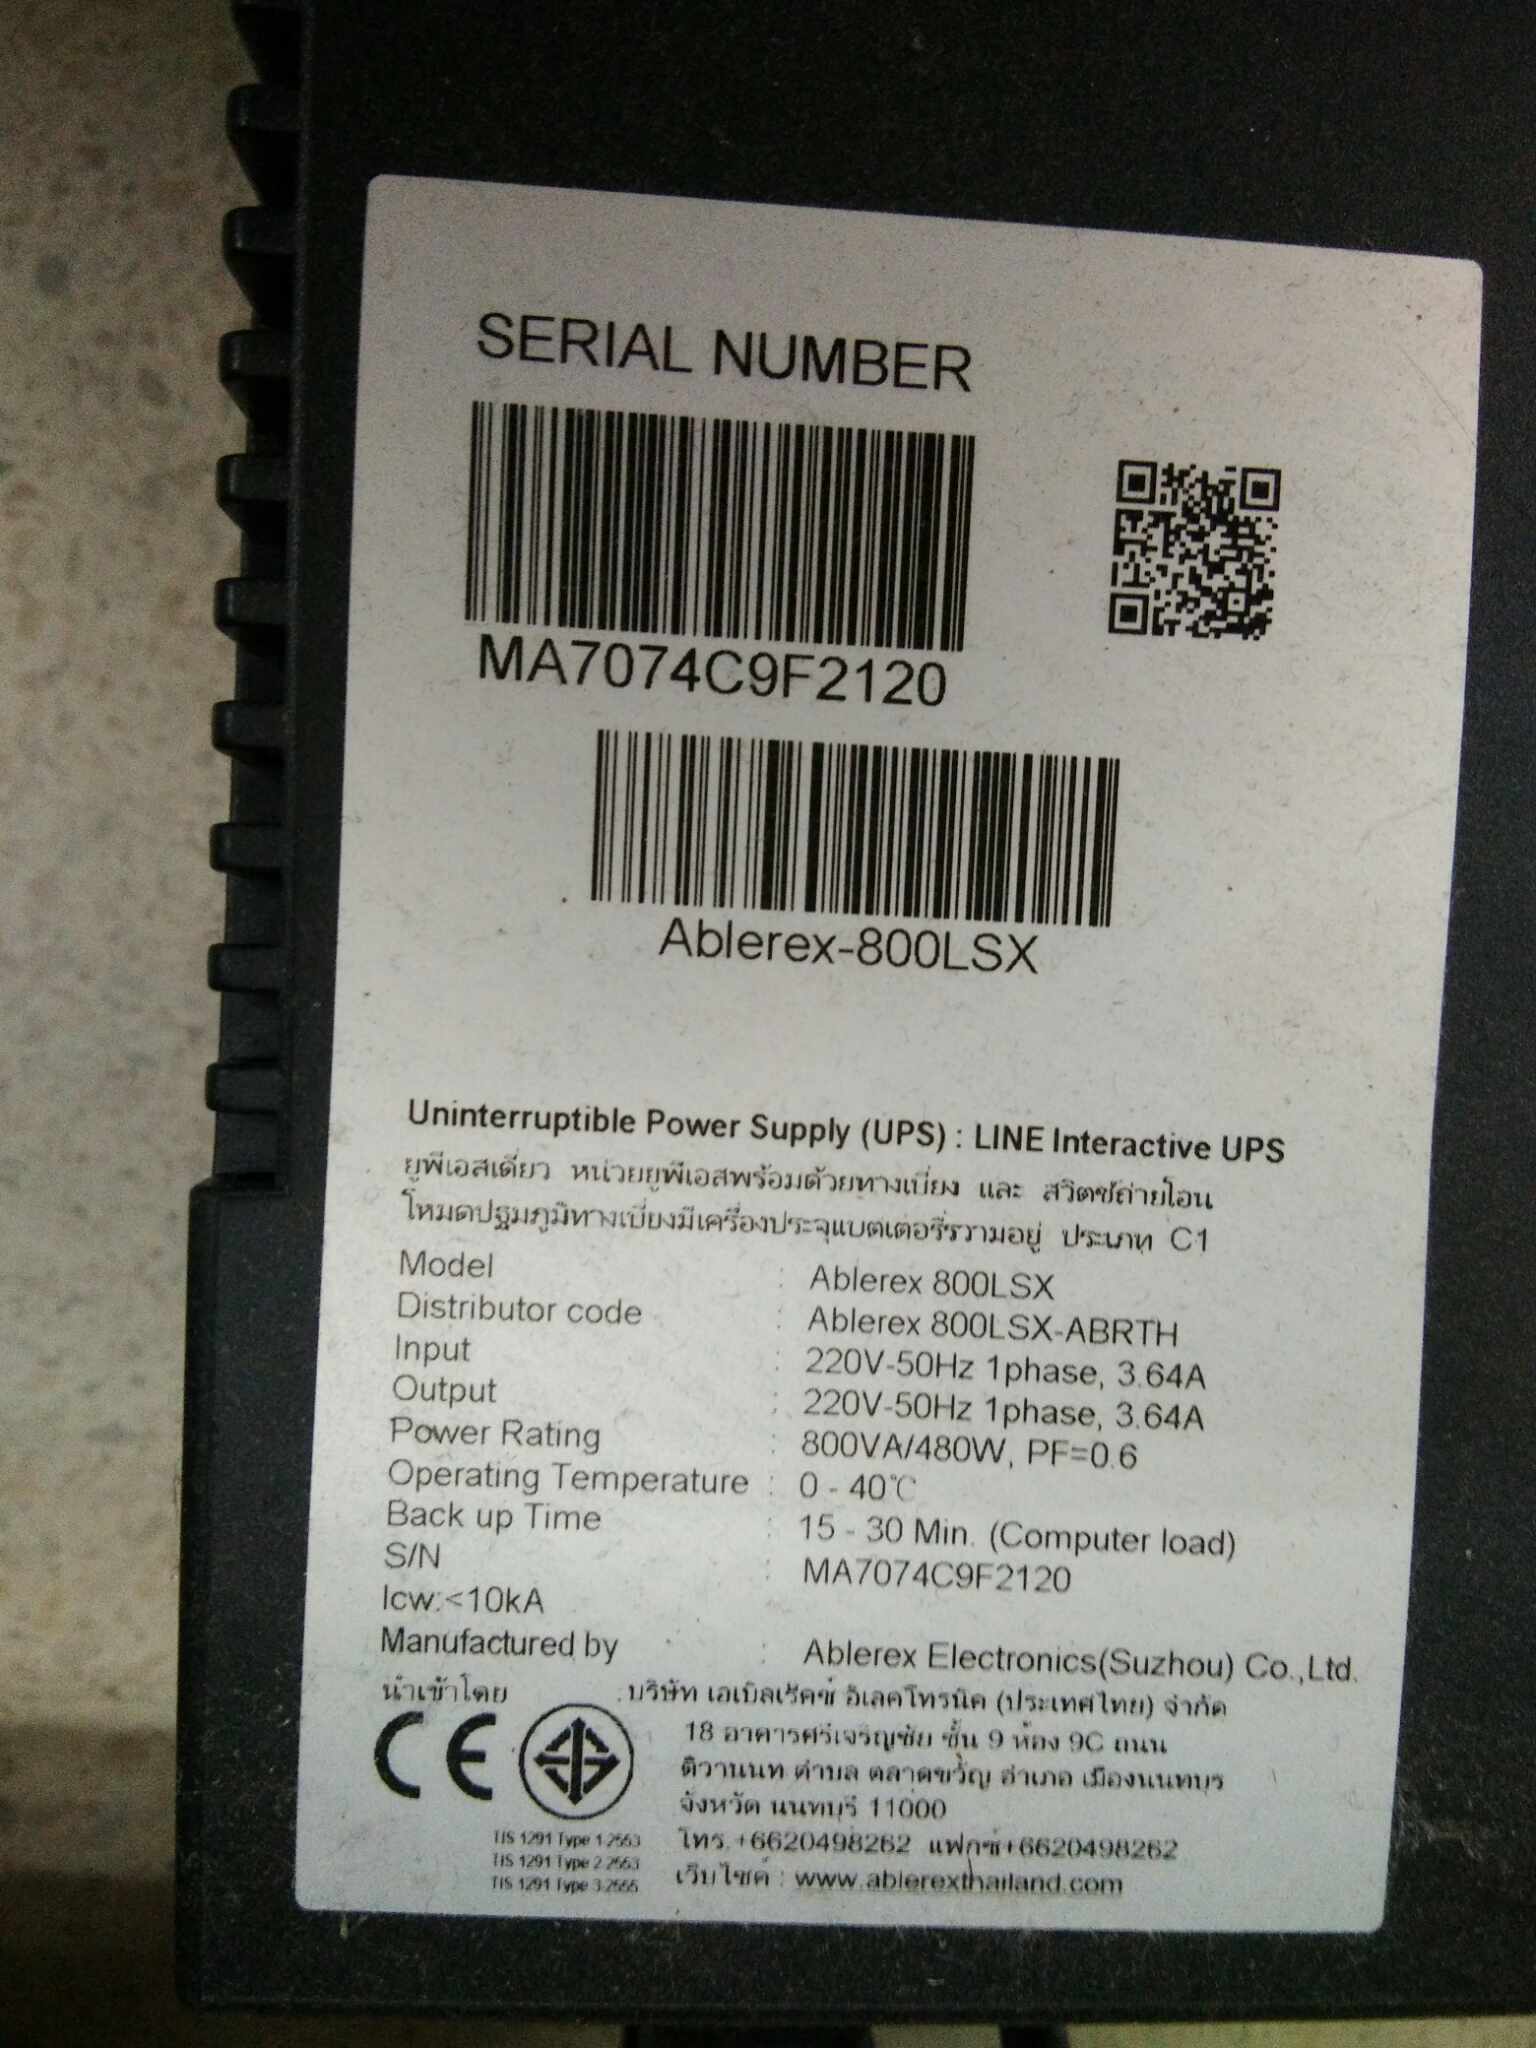 SERIAL NUMBER
MA7074C9F2120
Ablerex-800LSX
Uninterruptible Power Supply (UPS) : LINE Interactive UPS
ยูพีเอสเดี่ยว หน่วยยูพีเอสพร้อมด้วยทางเบี่ยง และ สวิตช์ถ่ายโอน
โหมดปฐมภูมิทางเบี่ยงมีเครื่องประจุแบตเตอรี่รวามอยู่ ประเภท C1
Model : Ablerex 800LSX
Distributor code : Ablerex 800LSX-ABRTH
Input : 220V-50Hz 1phase, 3.64A
Output : 220V-50Hz 1phase, 3.64A
Power Rating : 800VA/480W, PF=0.6
Operating Temperature : 0 - 40℃
Back up Time : 15 - 30 Min. (Computer load)
S/N : MA7074C9F2120
Icw:<10kA
Manufactured by : Ablerex Electronics(Suzhou) Co.,Ltd.
นำเข้าโดย : บริษัท เอเบิลเร็คซ์ อิเลคโทรนิค (ประเทศไทย) จำกัด
18 อาคารศรีเจริญชัย ชั้น 9 ห้อง 9C ถนน
ติวานนท์ ตำบล ตลาดขวัญ อำเภอ เมืองนนทบุรี
จังหวัด นนทบุรี 11000
โทร.+6620498262 แฟกซ์+6620498262
เว็บไซต์ : www.ablerexthailand.com
CE
TIS 1291 Type 1 2553
TIS 1291 Type 2 2553
TIS 1291 Type 3 2555